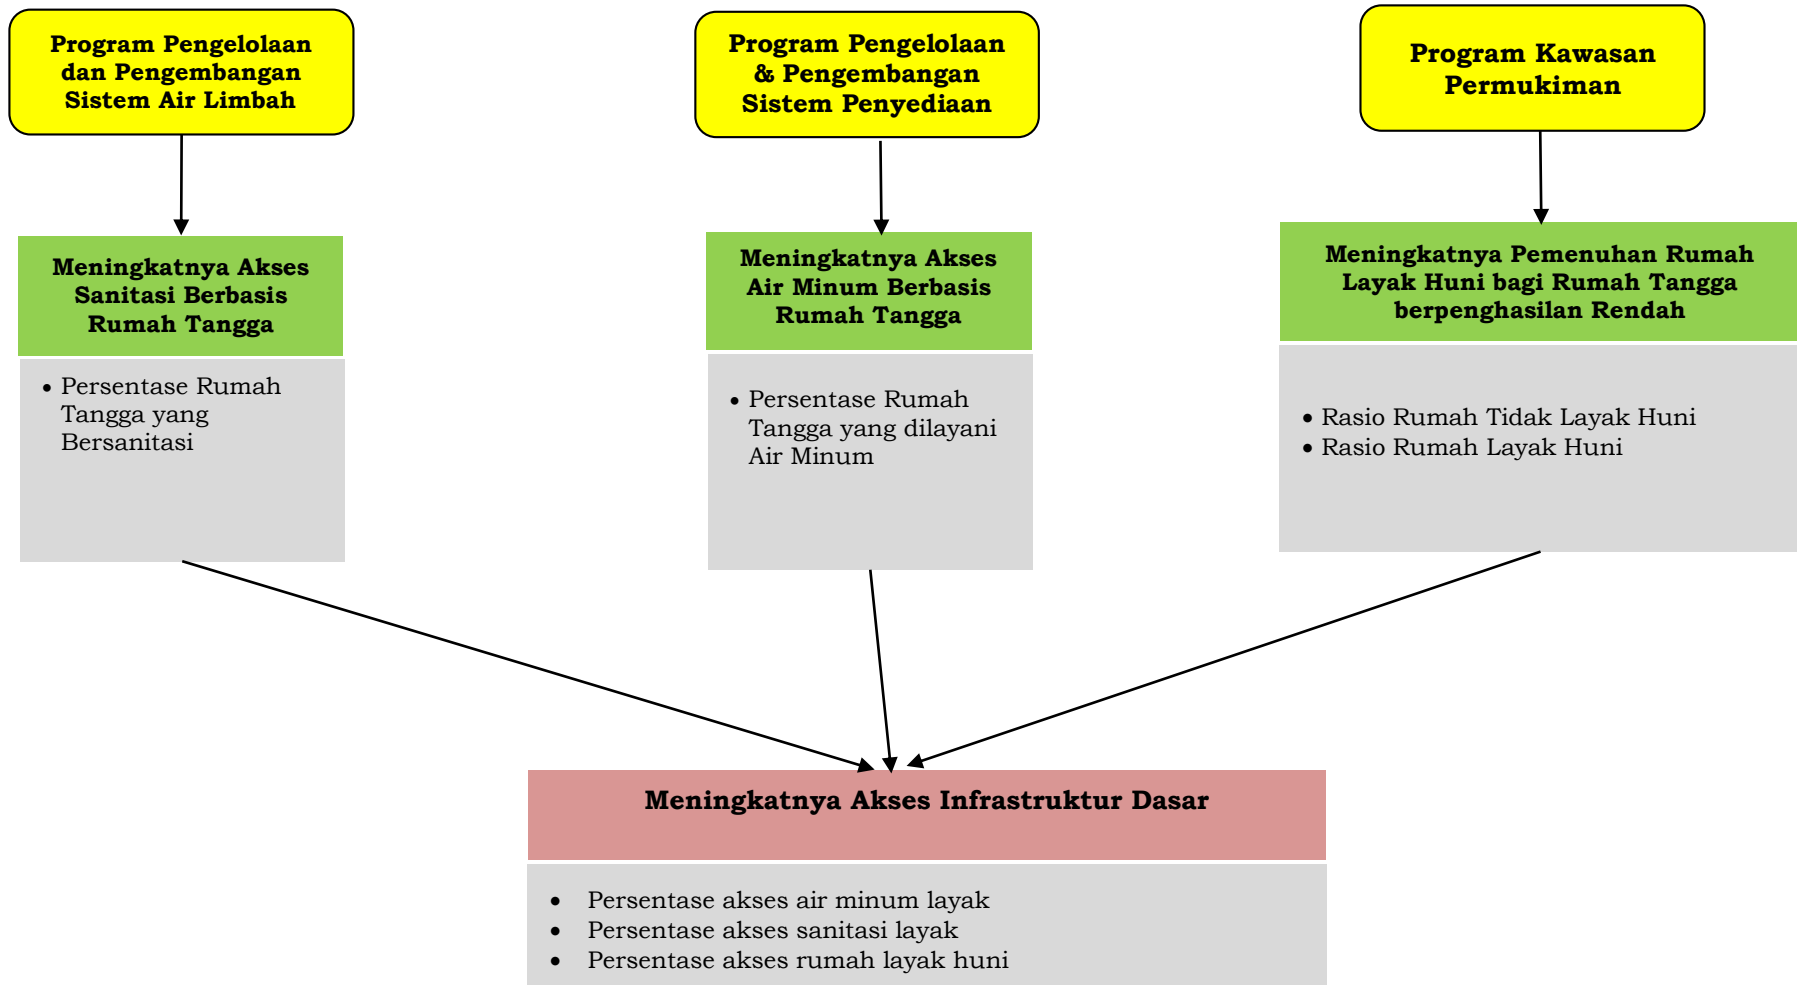 Program Pengelolaan
dan Pengembangan
Sistem Air Limbah
Program Pengelolaan
& Pengembangan
Sistem Penyediaan
Program Kawasan
Permukiman
Meningkatnya Akses
Sanitasi Berbasis
Rumah Tangga
Meningkatnya Akses
Air Minum Berbasis
Rumah Tangga
Meningkatnya Pemenuhan Rumah
Layak Huni bagi Rumah Tangga
berpenghasilan Rendah
• Persentase Rumah
Tangga yang
Bersanitasi
• Persentase Rumah
Tangga yang dilayani
Air Minum
• Rasio Rumah Tidak Layak Huni
• Rasio Rumah Layak Huni
Meningkatnya Akses Infrastruktur Dasar
• Persentase akses air minum layak
• Persentase akses sanitasi layak
• Persentase akses rumah layak huni